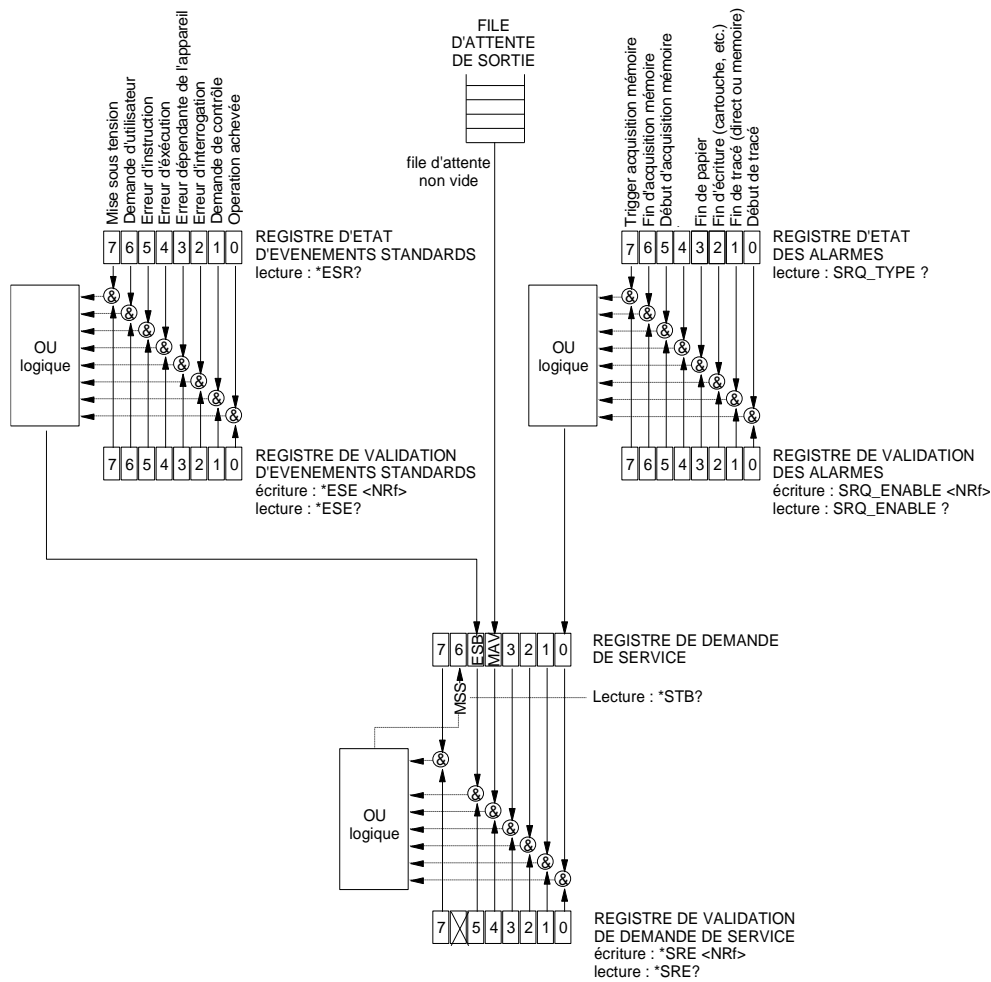 FILE
D'ATTENTE
DE SORTIE
file d'attente
non vide
Mise sous tension
Demande d'utilisateur
Erreur d'instruction
Erreur d'éxécution
Erreur dépendante de l'appareil
Erreur d'interrogation
Demande de contrôle
Operation achevée
7 6 5 4 3 2 1 0
REGISTRE D'ETAT
D'EVENEMENTS STANDARDS
lecture : *ESR?
&
&
&
&
&
&
&
&
OU
logique
7 6 5 4 3 2 1 0
REGISTRE DE VALIDATION
D'EVENEMENTS STANDARDS
écriture : *ESE <NRf>
lecture : *ESE?
Trigger acquisition mémoire
Fin d'acquisition mémoire
Début d'acquisition mémoire
Fin de papier
Fin d'écriture (cartouche, etc.)
Fin de tracé (direct ou memoire)
Début de tracé
7 6 5 4 3 2 1 0
REGISTRE D'ETAT
DES ALARMES
lecture : SRQ_TYPE ?
&
&
&
&
&
&
&
&
OU
logique
7 6 5 4 3 2 1 0
REGISTRE DE VALIDATION
DES ALARMES
écriture : SRQ_ENABLE <NRf>
lecture : SRQ_ENABLE ?
7 6 ESB MAV 3 2 1 0
REGISTRE DE DEMANDE
DE SERVICE
MSS
Lecture : *STB?
&
&
&
&
&
&
&
OU
logique
7 5 4 3 2 1 0
REGISTRE DE VALIDATION
DE DEMANDE DE SERVICE
écriture : *SRE <NRf>
lecture : *SRE?